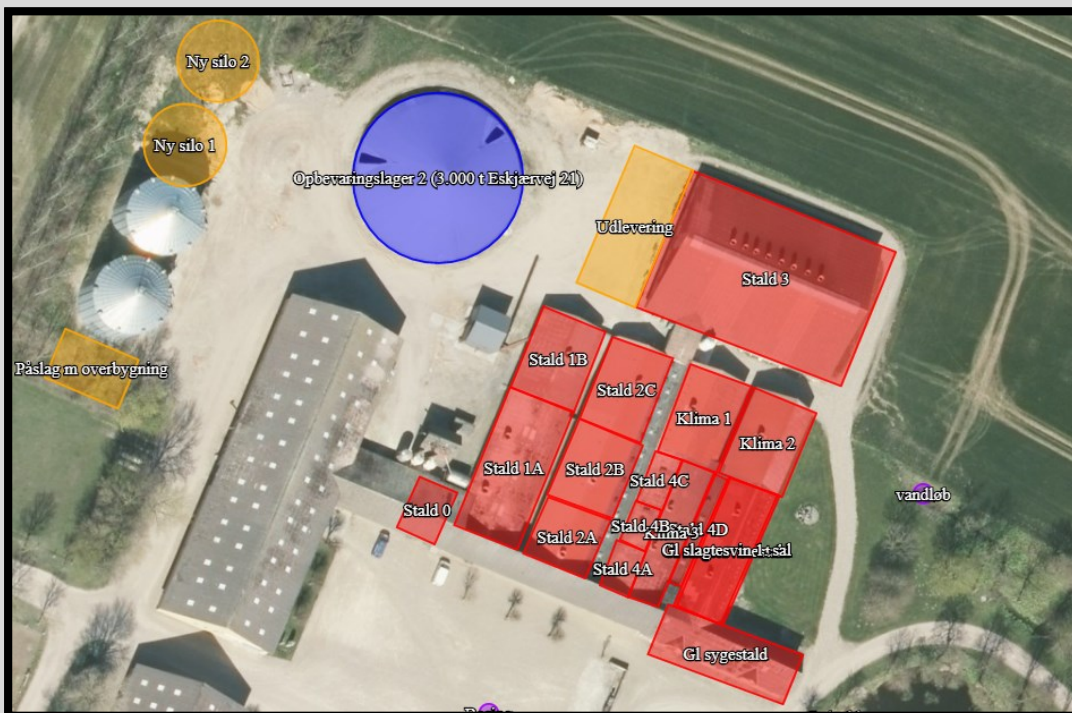 Ny silo 2
Ny silo 1
Opbevaringslager 2 (3.000 t Eskjærvej 21)
Udlevering
Stald 3
Påslag m overbygning
Stald 1B
Stald 2C
Klima 1
Klima 2
Stald 1A
Stald 2B
Stald 4C
vandløb
Stald 0
Stald 2A
Stald 4B
Klima 3
Stald 4D
Gl slagtesvinestald
Stald 4A
Gl sygestald